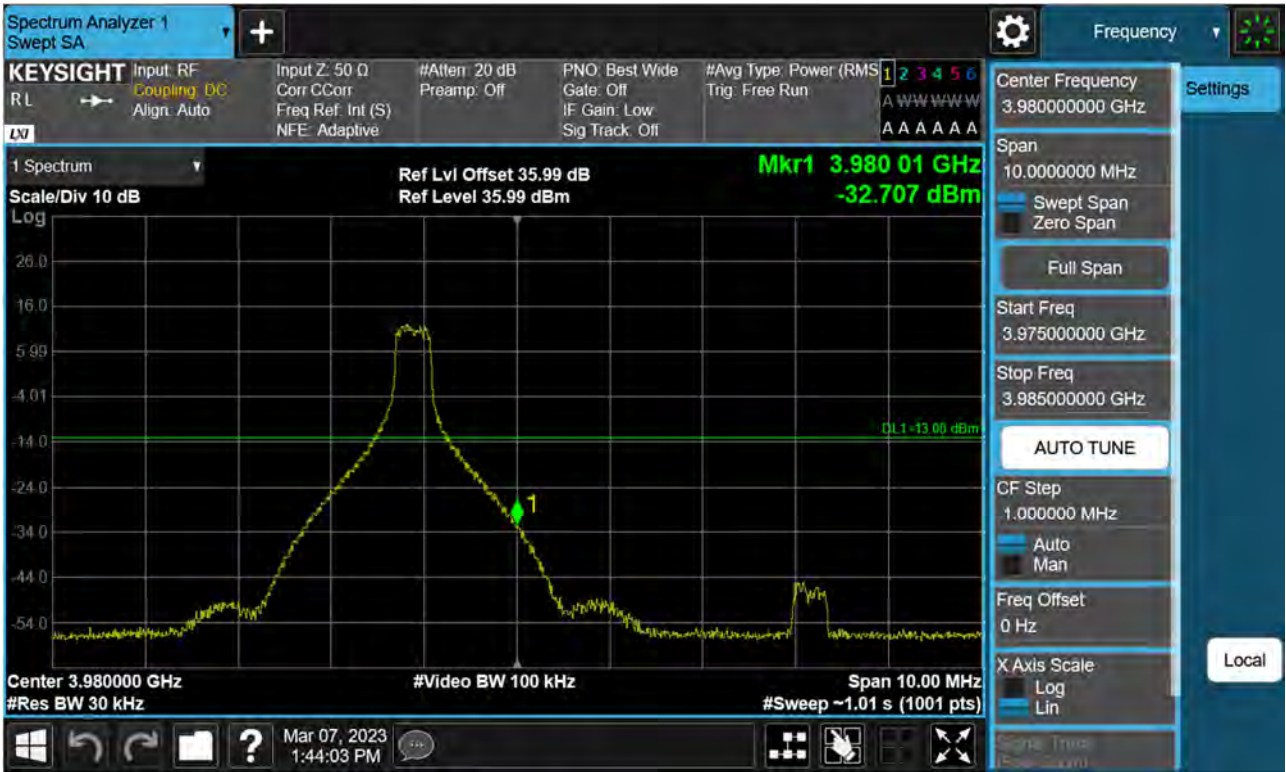 Spectrum Analyzer 1
Swept SA
+
Frequency
KEYSIGHT
RL
LXI
Input: RF
Coupling: DC
Align: Auto
Input Z: 50 Ω
Corr CCorr
Freq Ref: Int (S)
NFE: Adaptive
#Atten: 20 dB
Preamp: Off
PNO: Best Wide
Gate: Off
IF Gain: Low
Sig Track: Off
#Avg Type: Power (RMS
Trig: Free Run
1 2 3 4 5 6
A W W W W W
A A A A A A
1 Spectrum
Scale/Div 10 dB
Log
Ref Lvl Offset 35.99 dB
Ref Level 35.99 dBm
Mkr1 3.980 01 GHz
-32.707 dBm
26.0
16.0
5.99
-4.01
-14.0
-24.0
-34.0
-44.0
-54.0
DL1 -13.00 dBm
1
Center 3.980000 GHz
#Res BW 30 kHz
#Video BW 100 kHz
Span 10.00 MHz
#Sweep ~1.01 s (1001 pts)
Center Frequency
3.980000000 GHz
Settings
Span
10.0000000 MHz
Swept Span
Zero Span
Full Span
Start Freq
3.975000000 GHz
Stop Freq
3.985000000 GHz
AUTO TUNE
CF Step
1.000000 MHz
Auto
Man
Freq Offset
0 Hz
X Axis Scale
Log
Lin
Local
?
Mar 07, 2023
1:44:03 PM